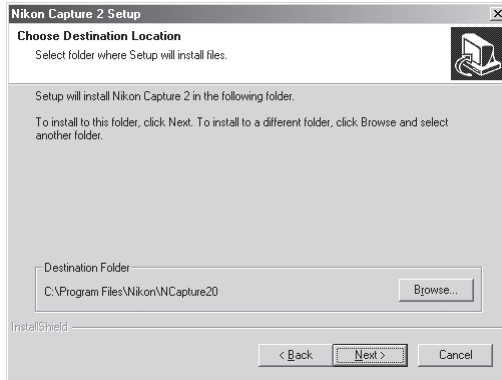 Nikon Capture 2 Setup
Choose Destination Location
Select folder where Setup will install files.
Setup will install Nikon Capture 2 in the following folder.
To install to this folder, click Next. To install to a different folder, click Browse and select
another folder.
Destination Folder
C:\Program Files\Nikon\NCapture20
Browse...
InstallShield
< Back
Next >
Cancel